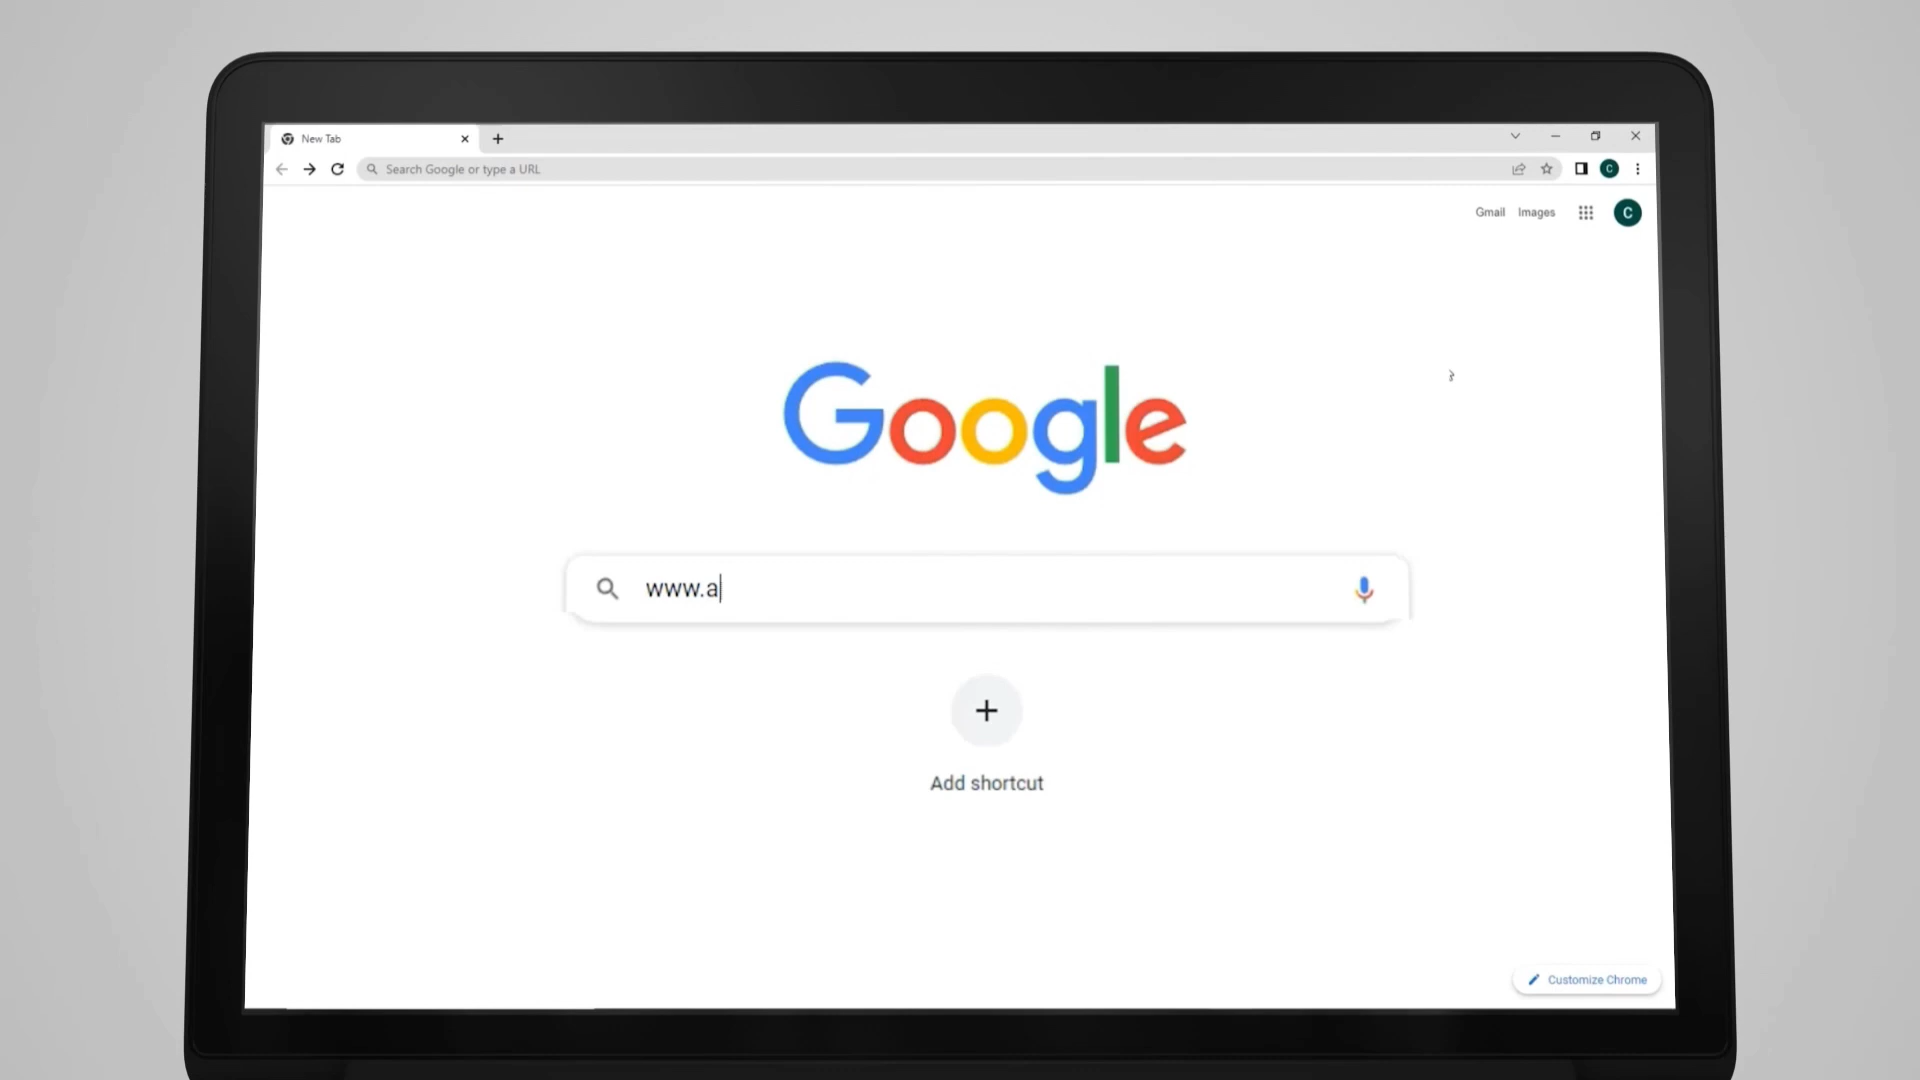 New Tab
Search Google or type a URL
C
Gmail Images
C
Google
www.a
Add shortcut
Customize Chrome